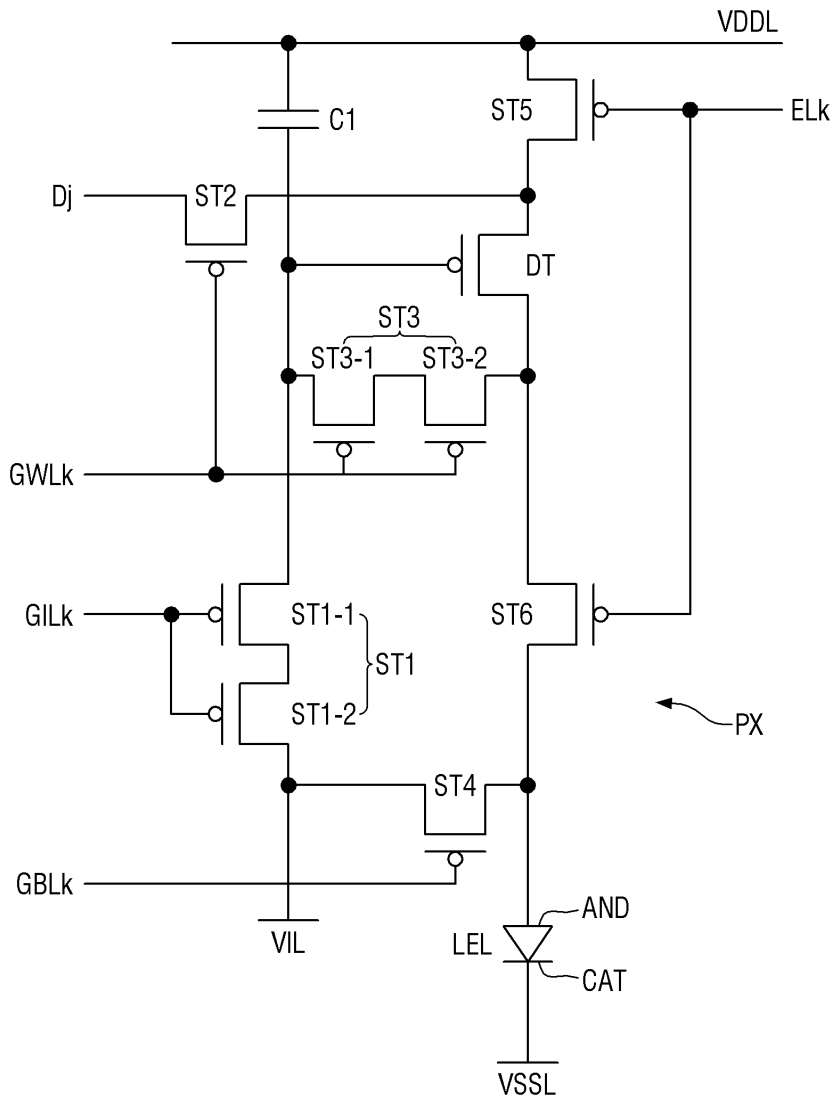 VDDL
C1
ST5
ELk
Dj
ST2
DT
ST3
ST3-1
ST3-2
GWLk
GILk
ST1-1
ST1
ST1-2
ST6
PX
ST4
GBLk
VIL
LEL
AND
CAT
VSSL